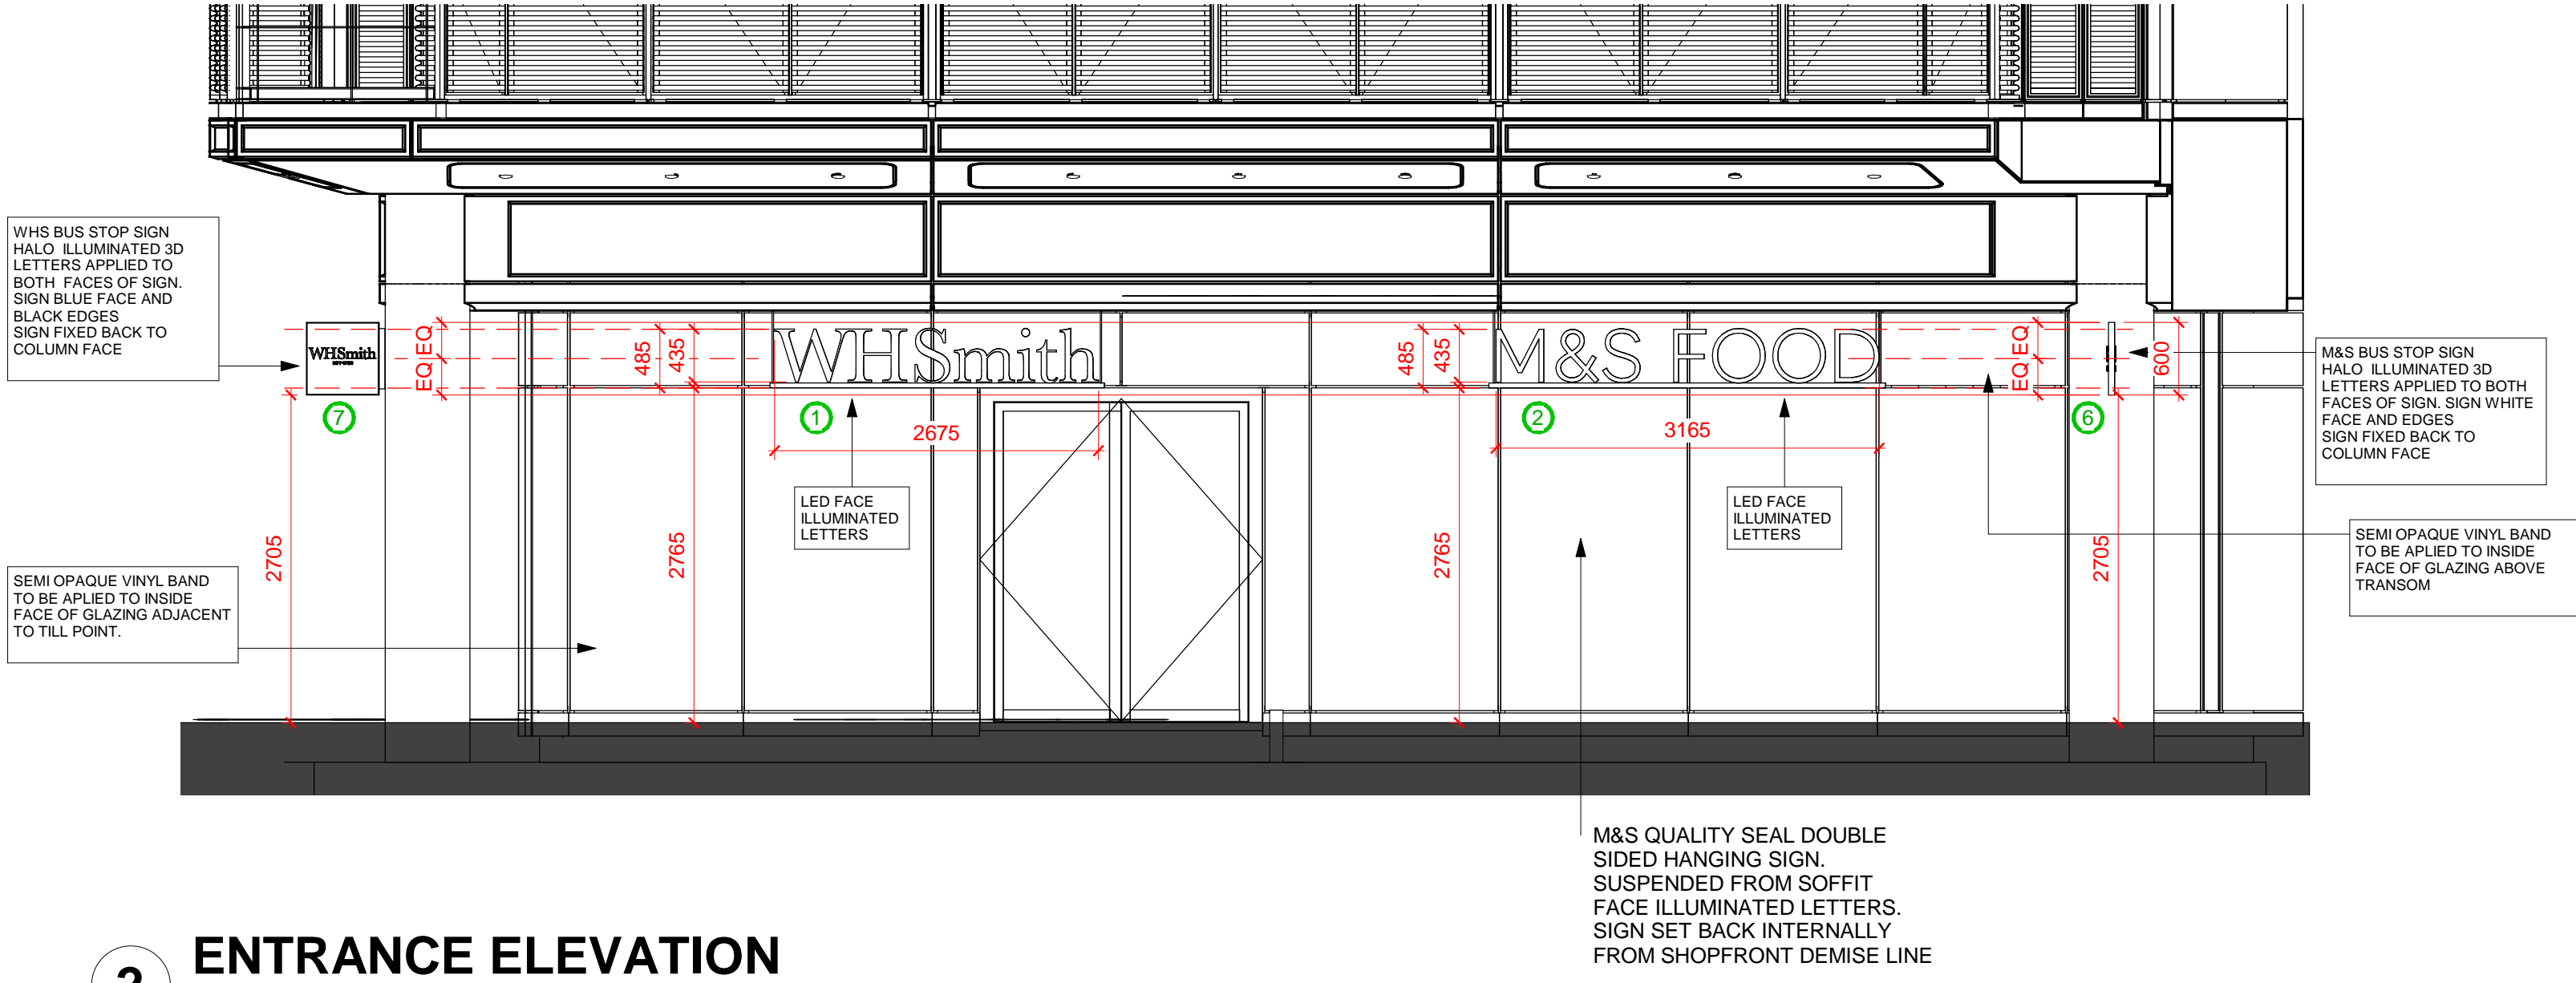 WHS BUS STOP SIGN
HALO ILLUMINATED 3D
LETTERS APPLIED TO
BOTH FACES OF SIGN.
SIGN BLUE FACE AND
BLACK EDGES
SIGN FIXED BACK TO
COLUMN FACE
WHSmith
7
EQ
EQ
485
435
WHSmith
1
2675
485
435
M&S FOOD
2
3165
EQ
EQ
600
6
M&S BUS STOP SIGN
HALO ILLUMINATED 3D
LETTERS APPLIED TO BOTH
FACES OF SIGN. SIGN WHITE
FACE AND EDGES
SIGN FIXED BACK TO
COLUMN FACE
LED FACE
ILLUMINATED
LETTERS
LED FACE
ILLUMINATED
LETTERS
2705
2765
2765
2705
SEMI OPAQUE VINYL BAND
TO BE APLIED TO INSIDE
FACE OF GLAZING ABOVE
TRANSOM
SEMI OPAQUE VINYL BAND
TO BE APLIED TO INSIDE
FACE OF GLAZING ADJACENT
TO TILL POINT.
M&S QUALITY SEAL DOUBLE
SIDED HANGING SIGN.
SUSPENDED FROM SOFFIT
FACE ILLUMINATED LETTERS.
SIGN SET BACK INTERNALLY
FROM SHOPFRONT DEMISE LINE
ENTRANCE ELEVATION